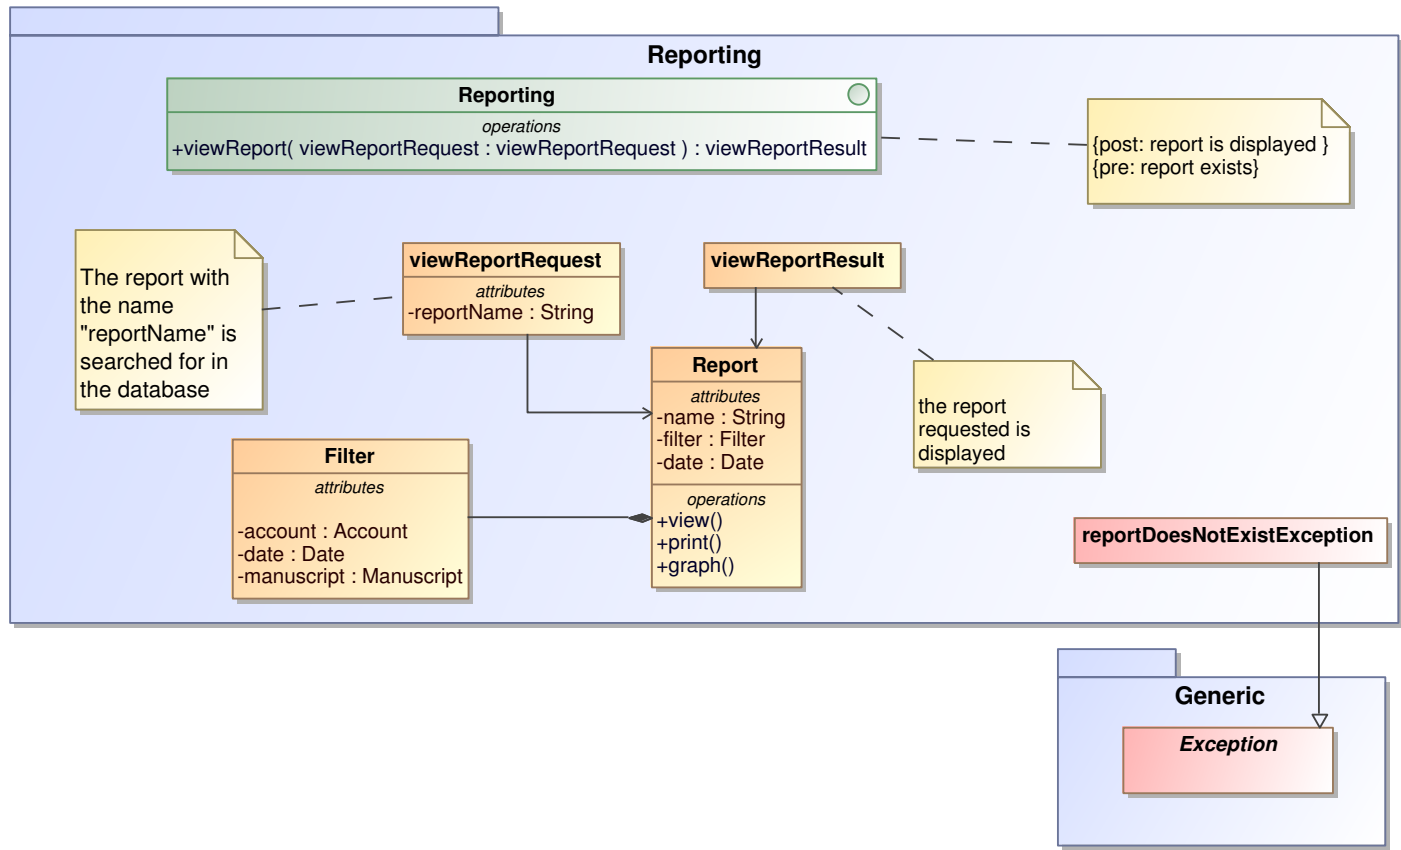 Reporting
Reporting
operations
+viewReport( viewReportRequest : viewReportRequest ) : viewReportResult
{post: report is displayed }
{pre: report exists}
The report with
the name
"reportName" is
searched for in
the database
viewReportRequest
attributes
-reportName : String
viewReportResult
Report
attributes
-name : String
-filter : Filter
-date : Date
operations
+view()
+print()
+graph()
the report
requested is
displayed
Filter
attributes
-account : Account
-date : Date
-manuscript : Manuscript
reportDoesNotExistException
Generic
Exception